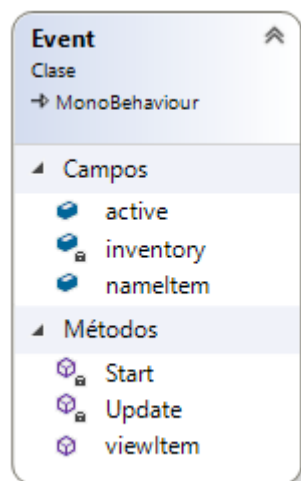 Event
Clase
MonoBehaviour
Campos
active
inventory
nameItem
Métodos
Start
Update
viewItem